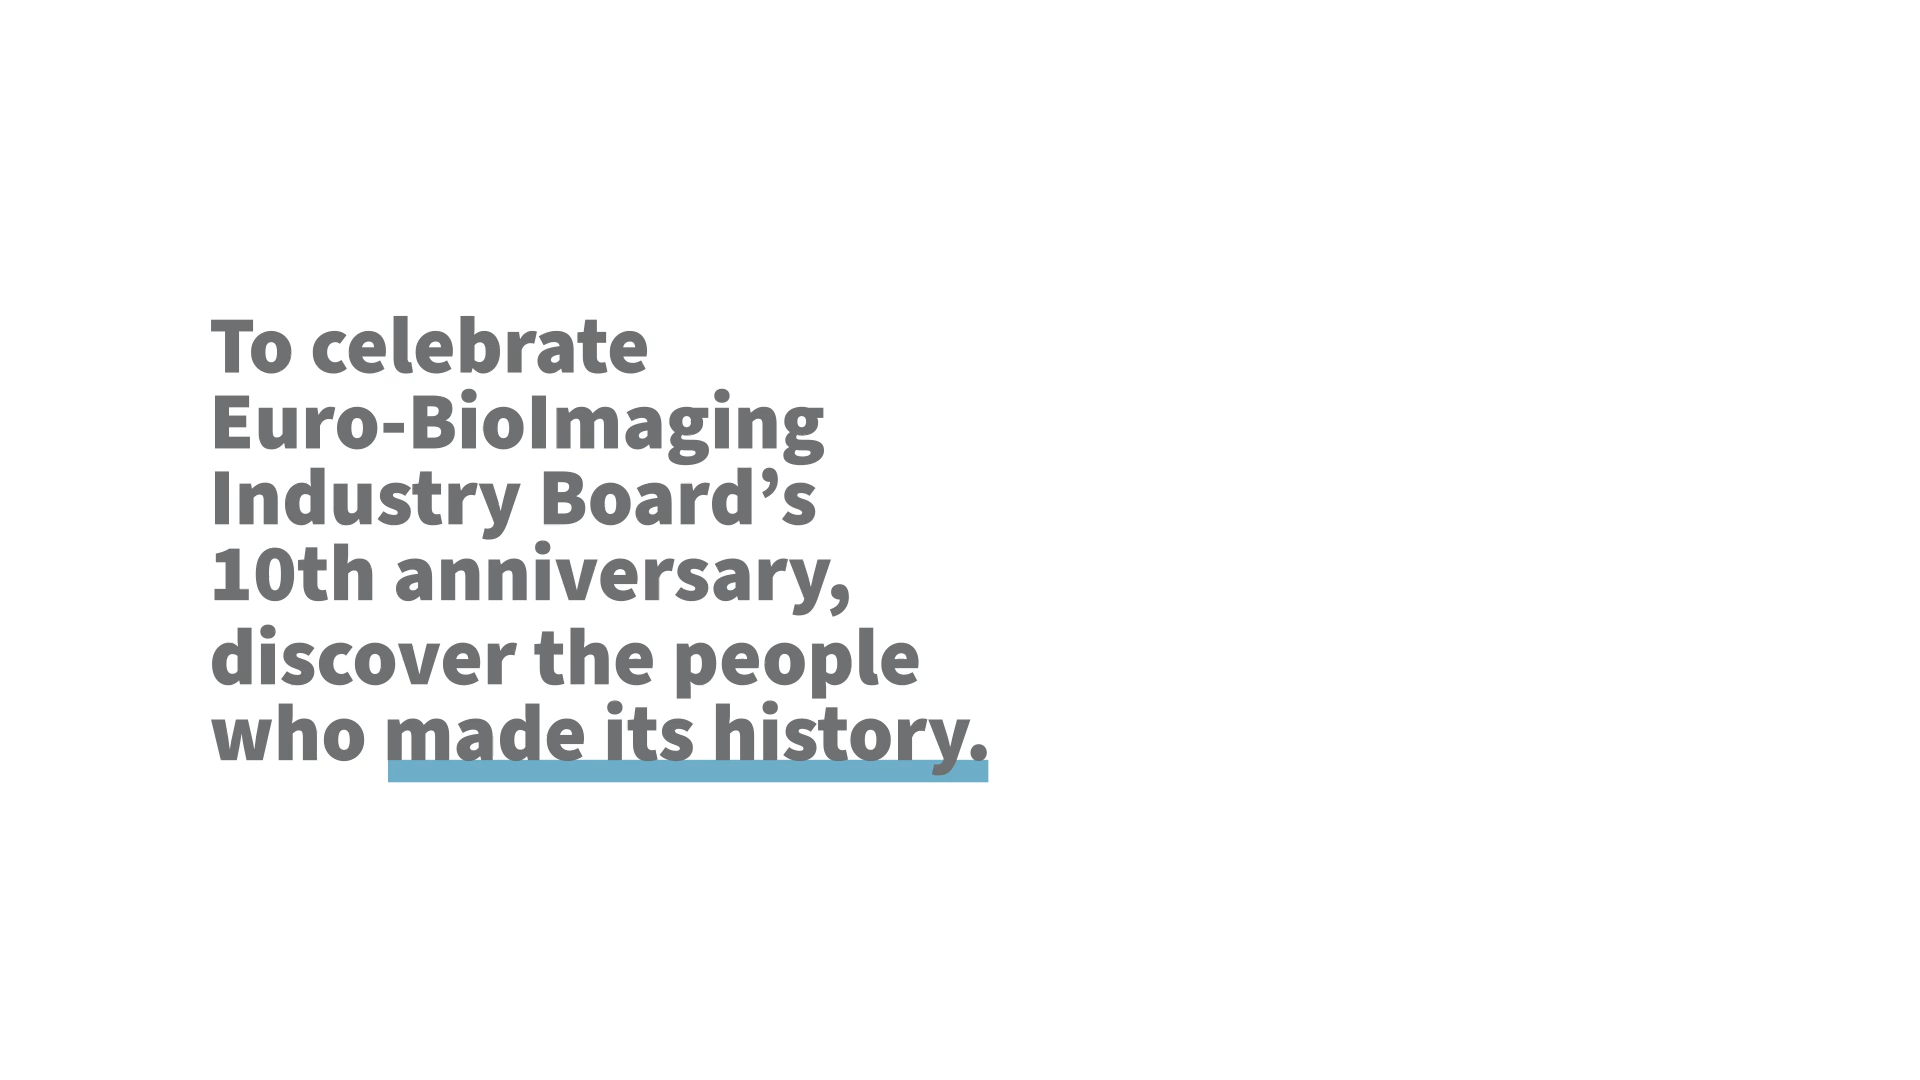 To celebrate
Euro-BioImaging
Industry Board’s
10th anniversary,
discover the people
who made its history.